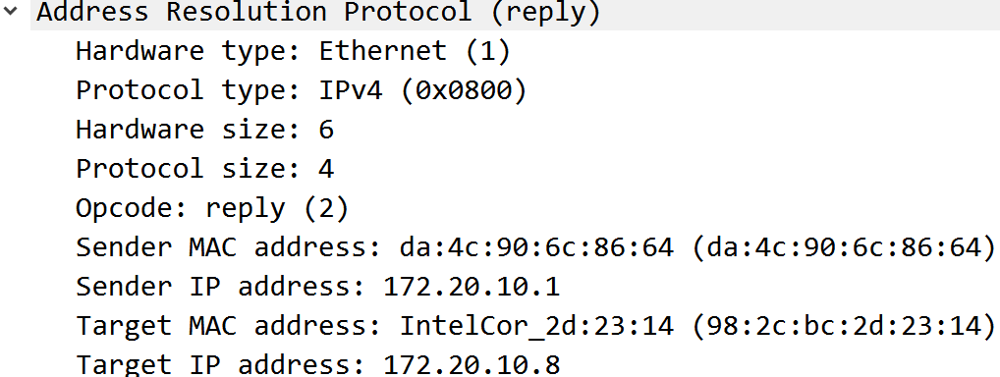 Address Resolution Protocol (reply)
Hardware type: Ethernet (1)
Protocol type: IPv4 (0x0800)
Hardware size: 6
Protocol size: 4
Opcode: reply (2)
Sender MAC address: da:4c:90:6c:86:64 (da:4c:90:6c:86:64)
Sender IP address: 172.20.10.1
Target MAC address: IntelCor_2d:23:14 (98:2c:bc:2d:23:14)
Target IP address: 172.20.10.8